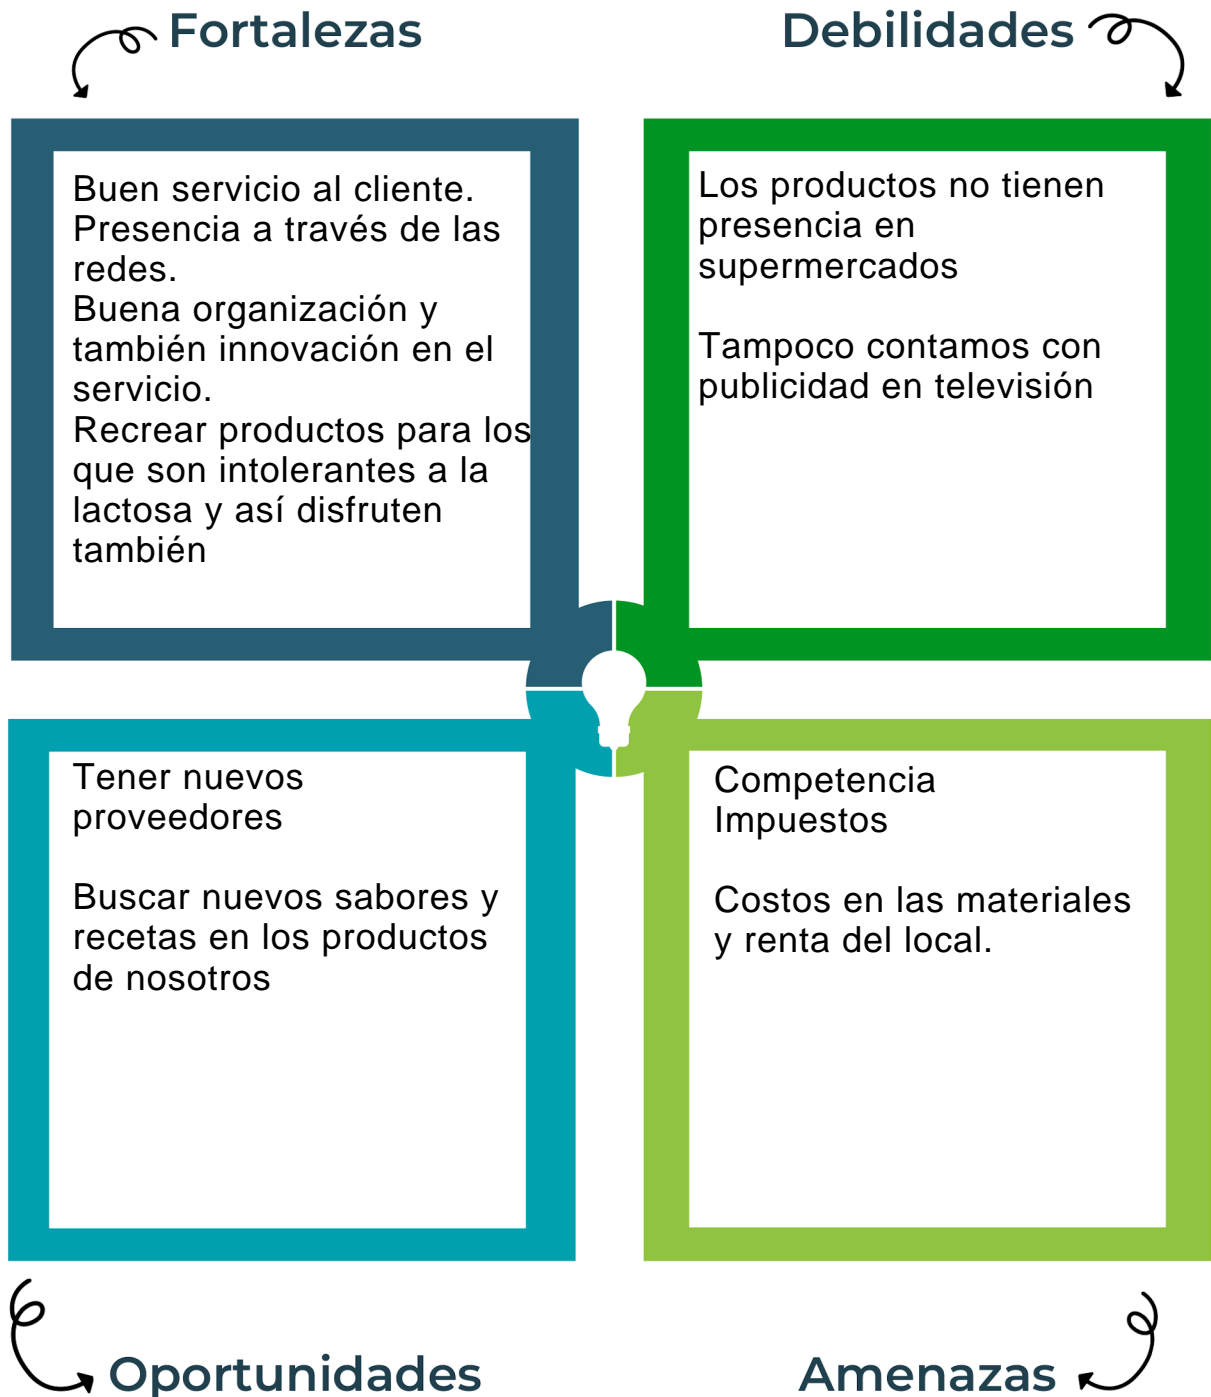 Fortalezas
Buen servicio al cliente.
Presencia a través de las
redes.
Buena organización y
también innovación en el
servicio.
Recrear productos para los
que son intolerantes a la
lactosa y así disfruten
también
Debilidades
Los productos no tienen
presencia en
supermercados
Tampoco contamos con
publicidad en televisión
Tener nuevos
proveedores
Buscar nuevos sabores y
recetas en los productos
de nosotros
Oportunidades
Competencia
Impuestos
Costos en las materiales
y renta del local.
Amenazas